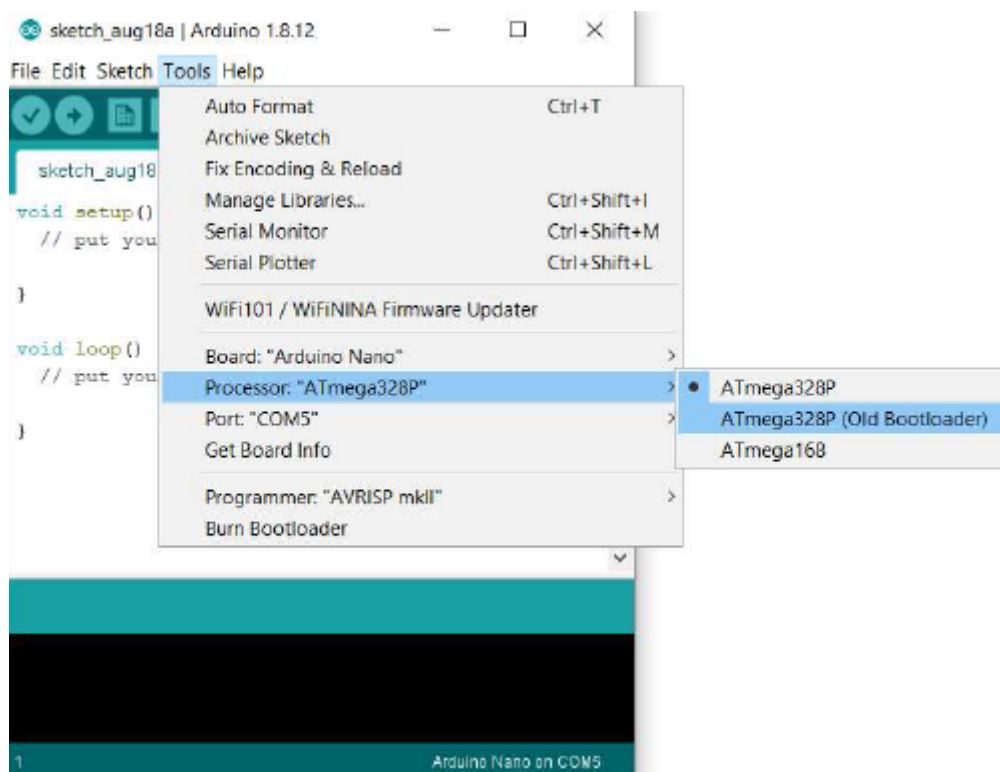 sketch_aug18a | Arduino 1.8.12
File Edit Sketch Tools Help
Auto Format Ctrl+T
Archive Sketch
sketch_aug18 Fix Encoding & Reload
void setup() Manage Libraries... Ctrl+Shift+I
// put you Serial Monitor Ctrl+Shift+M
Serial Plotter Ctrl+Shift+L
}
WiFi101 / WiFiNINA Firmware Updater
void loop() Board: "Arduino Nano"
// put you Processor: "ATmega328P" ATmega328P
Port: "COM5" ATmega328P (Old Bootloader)
}
Get Board Info ATmega168
Programmer: "AVRISP mkII"
Burn Bootloader
1 Arduino Nano on COM5